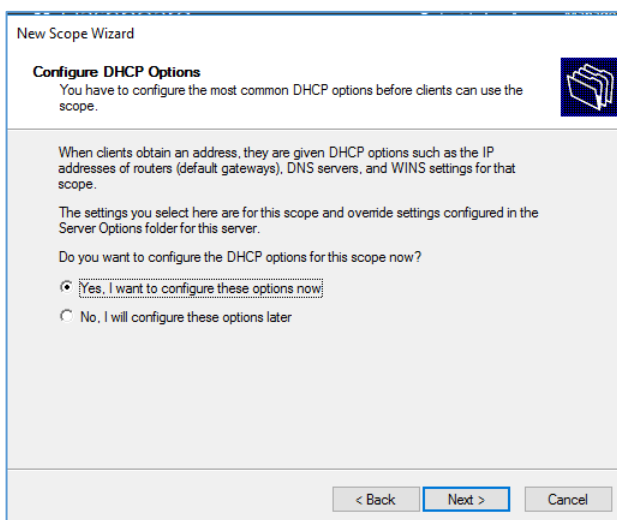 New Scope Wizard
Configure DHCP Options
You have to configure the most common DHCP options before clients can use the
scope.
When clients obtain an address, they are given DHCP options such as the IP
addresses of routers (default gateways), DNS servers, and WINS settings for that
scope.
The settings you select here are for this scope and override settings configured in the
Server Options folder for this server.
Do you want to configure the DHCP options for this scope now?
Yes, I want to configure these options now
No, I will configure these options later
< Back
Next >
Cancel